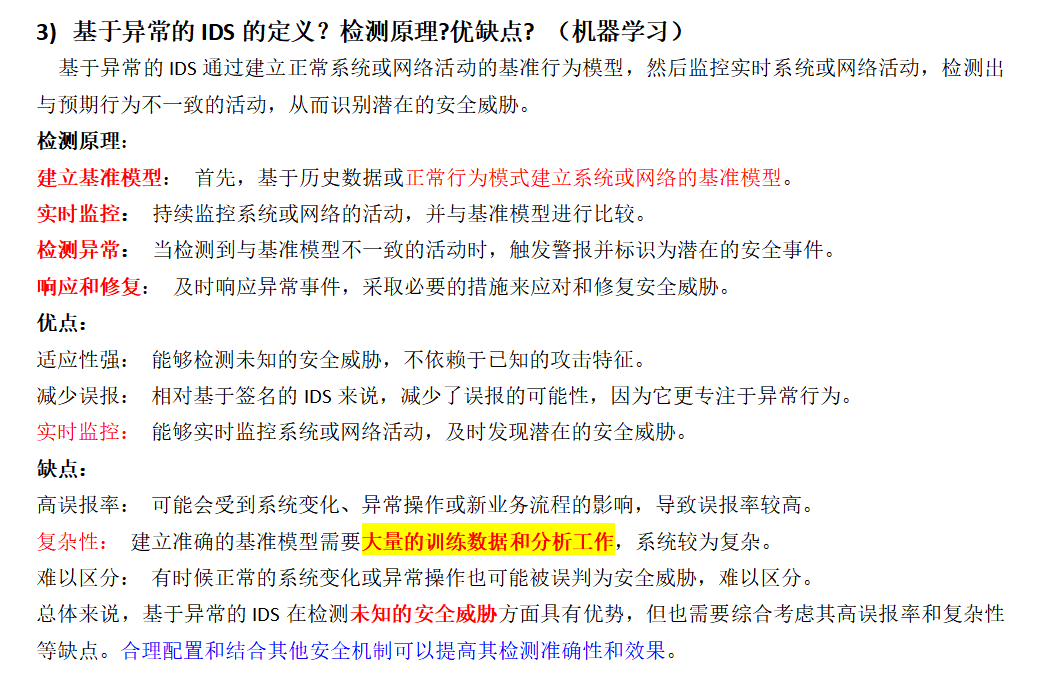 3) 基于异常的 IDS 的定义？检测原理?优缺点? （机器学习）
基于异常的 IDS 通过建立正常系统或网络活动的基准行为模型，然后监控实时系统或网络活动，检测出
与预期行为不一致的活动，从而识别潜在的安全威胁。
检测原理：
建立基准模型： 首先，基于历史数据或正常行为模式建立系统或网络的基准模型。
实时监控： 持续监控系统或网络的活动，并与基准模型进行比较。
检测异常： 当检测到与基准模型不一致的活动时，触发警报并标识为潜在的安全事件。
响应和修复： 及时响应异常事件，采取必要的措施来应对和修复安全威胁。
优点：
适应性强： 能够检测未知的安全威胁，不依赖于已知的攻击特征。
减少误报： 相对基于签名的 IDS 来说，减少了误报的可能性，因为它更专注于异常行为。
实时监控： 能够实时监控系统或网络活动，及时发现潜在的安全威胁。
缺点：
高误报率： 可能会受到系统变化、异常操作或新业务流程的影响，导致误报率较高。
复杂性： 建立准确的基准模型需要大量的训练数据和分析工作，系统较为复杂。
难以区分： 有时候正常的系统变化或异常操作也可能被误判为安全威胁，难以区分。
总体来说，基于异常的 IDS 在检测未知的安全威胁方面具有优势，但也需要综合考虑其高误报率和复杂性
等缺点。合理配置和结合其他安全机制可以提高其检测准确性和效果。